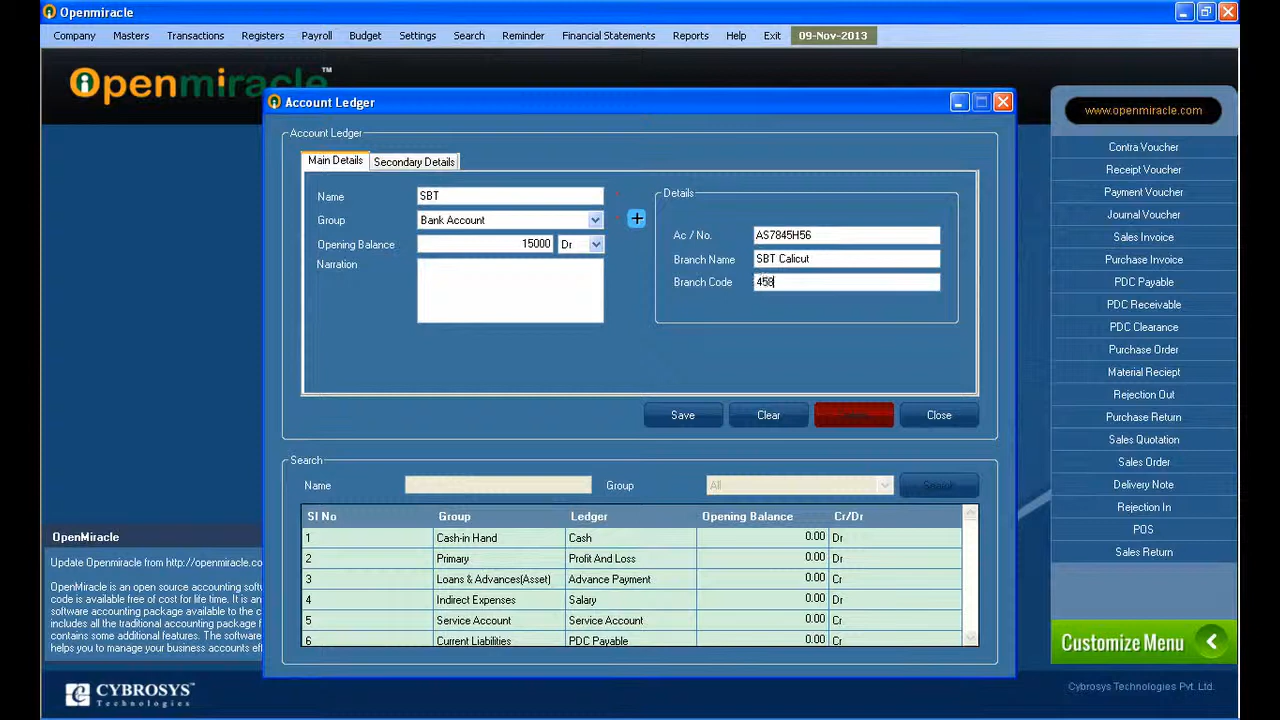 Openmiracle
Company Masters Transactions Registers Payroll Budget Settings Search Reminder Financial Statements Reports Help Exit 09-Nov-2013
Openmiracle™
www.openmiracle.com
Account Ledger
Account Ledger
Main Details Secondary Details
Name SBT
Group Bank Account
Opening Balance 15000 Dr
Narration
Details
Ac / No. AS7845H56
Branch Name SBT Calicut
Branch Code 458
Save Clear Close
Search
Name Group All Search
Sl No Group Ledger Opening Balance Cr/Dr
1 Cash-in Hand Cash 0.00 Dr
2 Primary Profit And Loss 0.00 Dr
3 Loans & Advances(Asset) Advance Payment 0.00 Cr
4 Indirect Expenses Salary 0.00 Dr
5 Service Account Service Account 0.00 Cr
6 Current Liabilities PDC Payable 0.00 Cr
Contra Voucher
Receipt Voucher
Payment Voucher
Journal Voucher
Sales Invoice
Purchase Invoice
PDC Payable
PDC Receivable
PDC Clearance
Purchase Order
Material Reciept
Rejection Out
Purchase Return
Sales Quotation
Sales Order
Delivery Note
Rejection In
POS
Sales Return
Customize Menu
OpenMiracle
Update Openmiracle from http://openmiracle.co
OpenMiracle is an open source accounting soft
code is available free of cost for life time. It is an
software accounting package available to the c
includes all the traditional accounting package f
contains some additional features. The software
helps you to manage your business accounts eff
CYBROSYS™
Technologies
Cybrosys Technologies Pvt. Ltd.